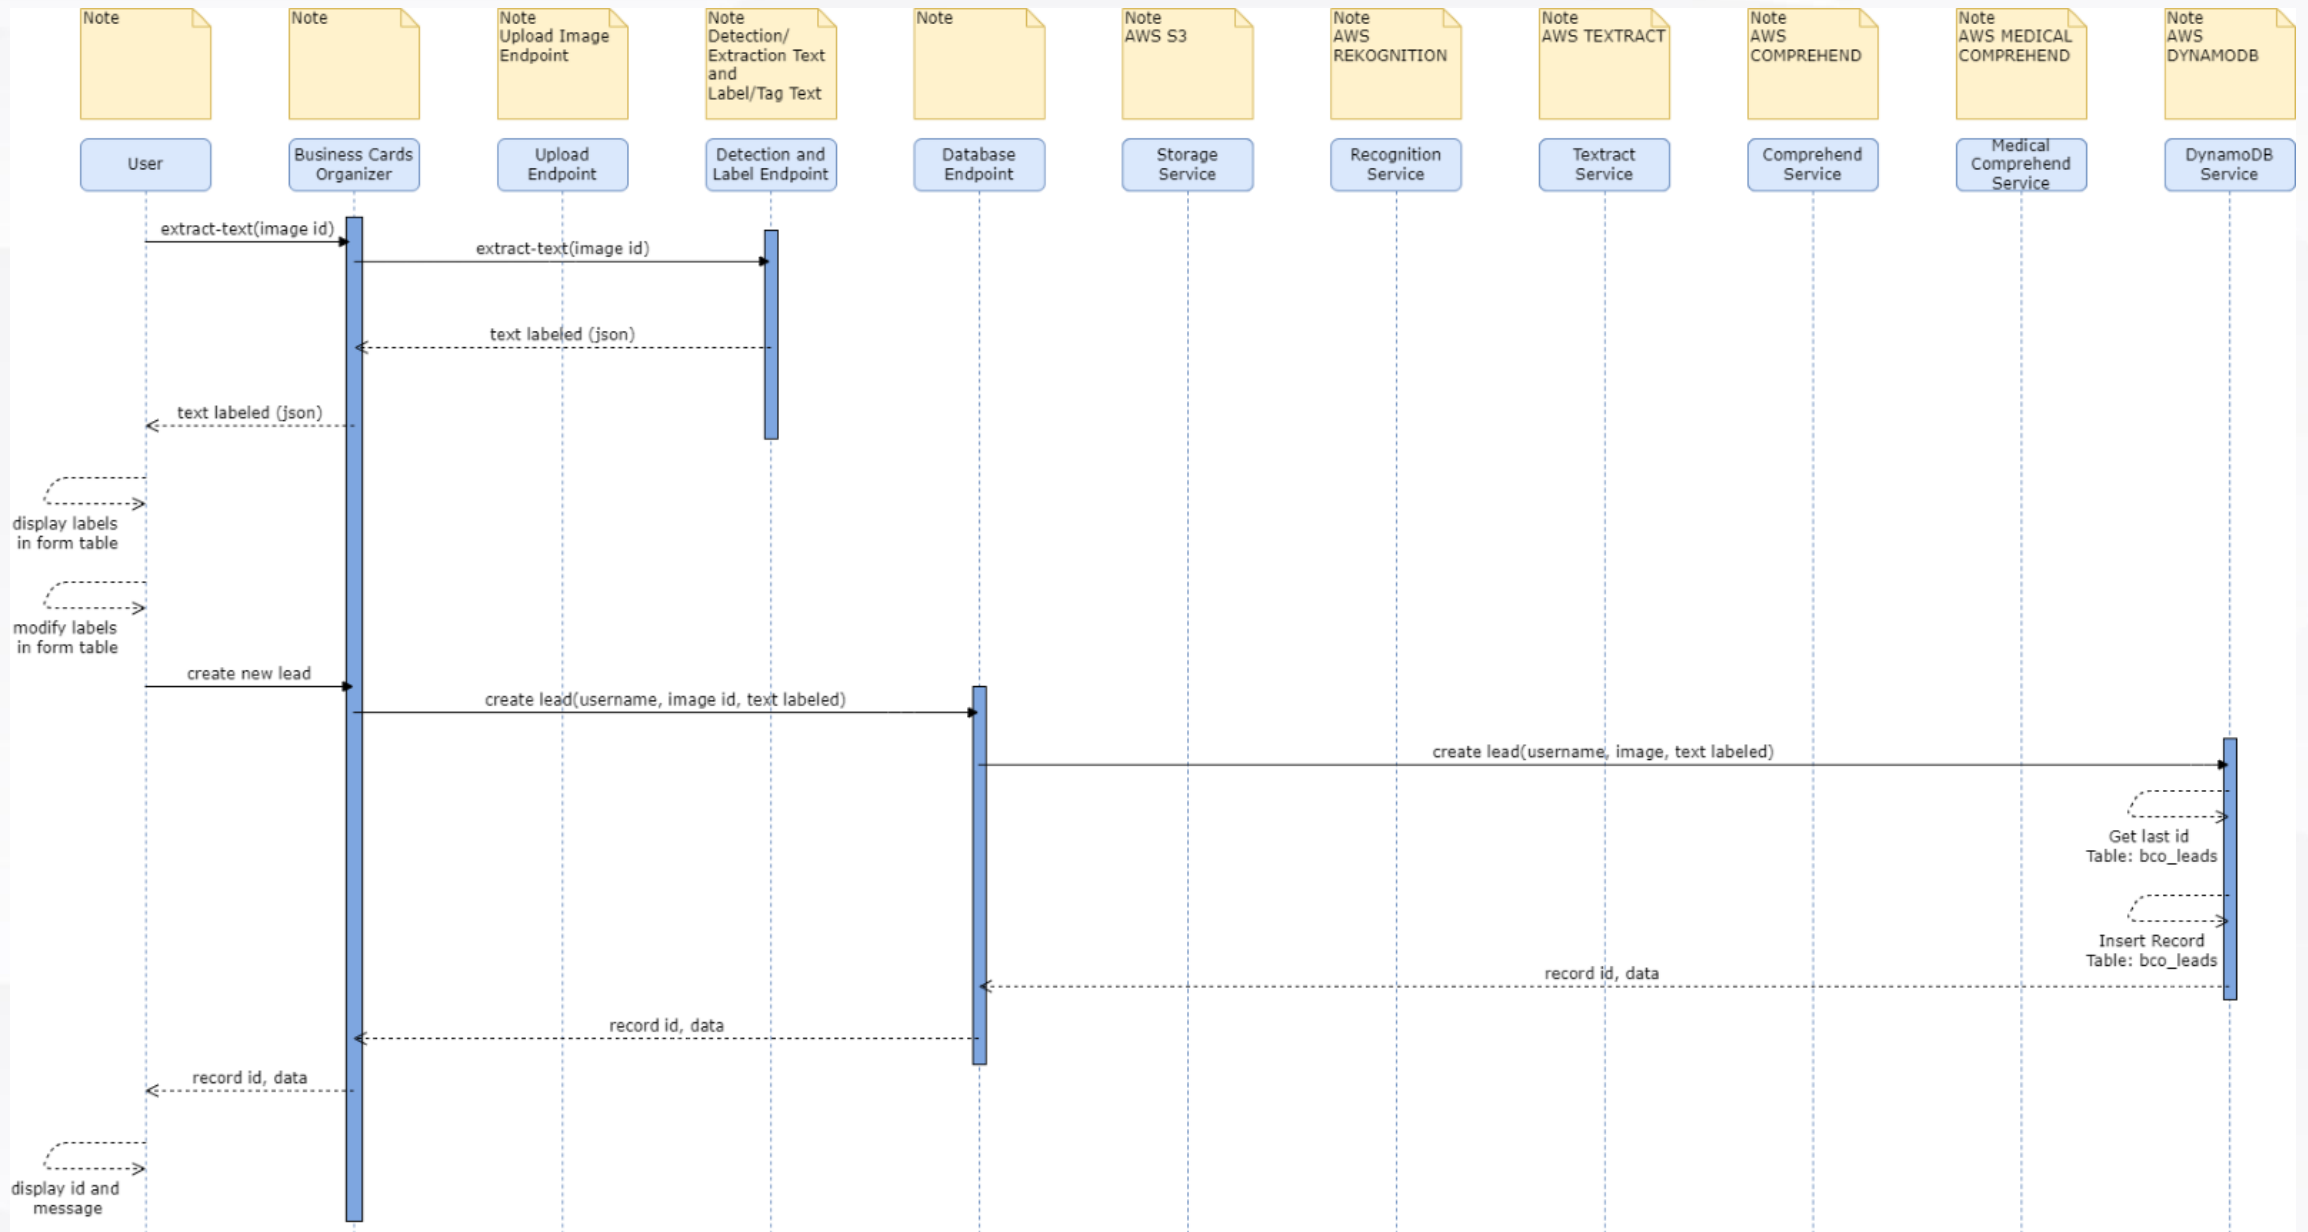 Note
Note
Note
Upload Image
Endpoint
Note
Detection/
Extraction Text
and
Label/Tag Text
Note
Note
AWS S3
Note
AWS
REKOGNITION
Note
AWS TEXTRACT
Note
AWS
COMPREHEND
Note
AWS MEDICAL
COMPREHEND
Note
AWS
DYNAMODB
User
Business Cards
Organizer
Upload
Endpoint
Detection and
Label Endpoint
Database
Endpoint
Storage
Service
Recognition
Service
Textract
Service
Comprehend
Service
Medical
Comprehend
Service
DynamoDB
Service
extract-text(image id)
extract-text(image id)
text labeled (json)
text labeled (json)
display labels
in form table
modify labels
in form table
create new lead
create lead(username, image id, text labeled)
create lead(username, image, text labeled)
Get last id
Table: bco_leads
Insert Record
Table: bco_leads
record id, data
record id, data
record id, data
display id and
message